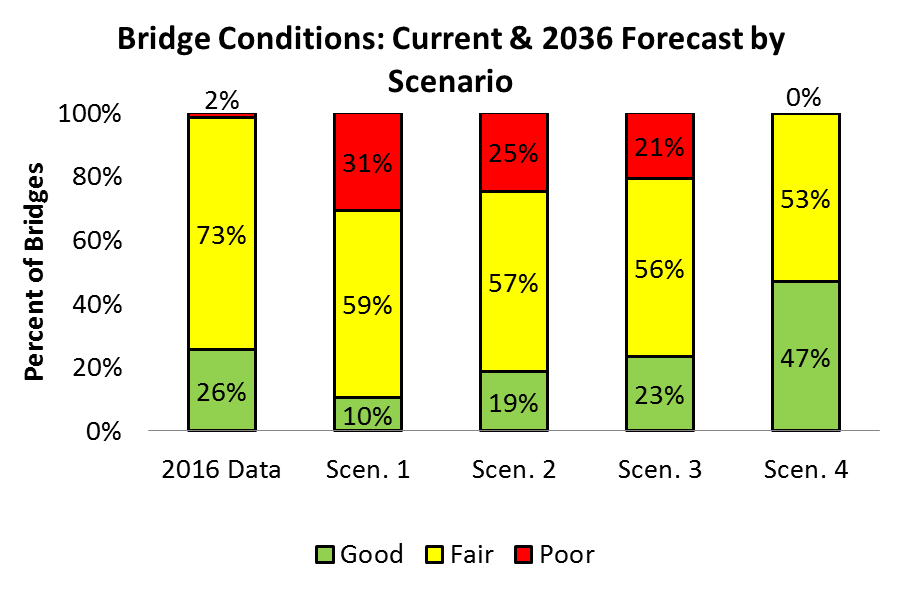 Bridge Conditions: Current & 2036 Forecast by
Scenario
Percent of Bridges
100%
80%
60%
40%
20%
0%
2%
73%
26%
31%
59%
10%
25%
57%
19%
21%
56%
23%
0%
53%
47%
2016 Data
Scen. 1
Scen. 2
Scen. 3
Scen. 4
Good
Fair
Poor